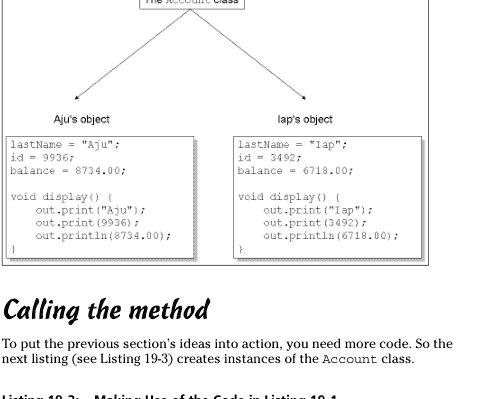 The Account class
Aju's object
Iap's object
lastName = "Aju";
id = 9936;
balance = 8734.00;
void display() {
out.print("Aju");
out.print(9936);
out.println(8734.00);
}
lastName = "Iap";
id = 3492;
balance = 6718.00;
void display() {
out.print("Iap");
out.print(3492);
out.println(6718.00);
}
Calling the method
To put the previous section's ideas into action, you need more code. So the
next listing (see Listing 19-3) creates instances of the Account class.
Listing 19-3: Making Use of the Code in Listing 19-1